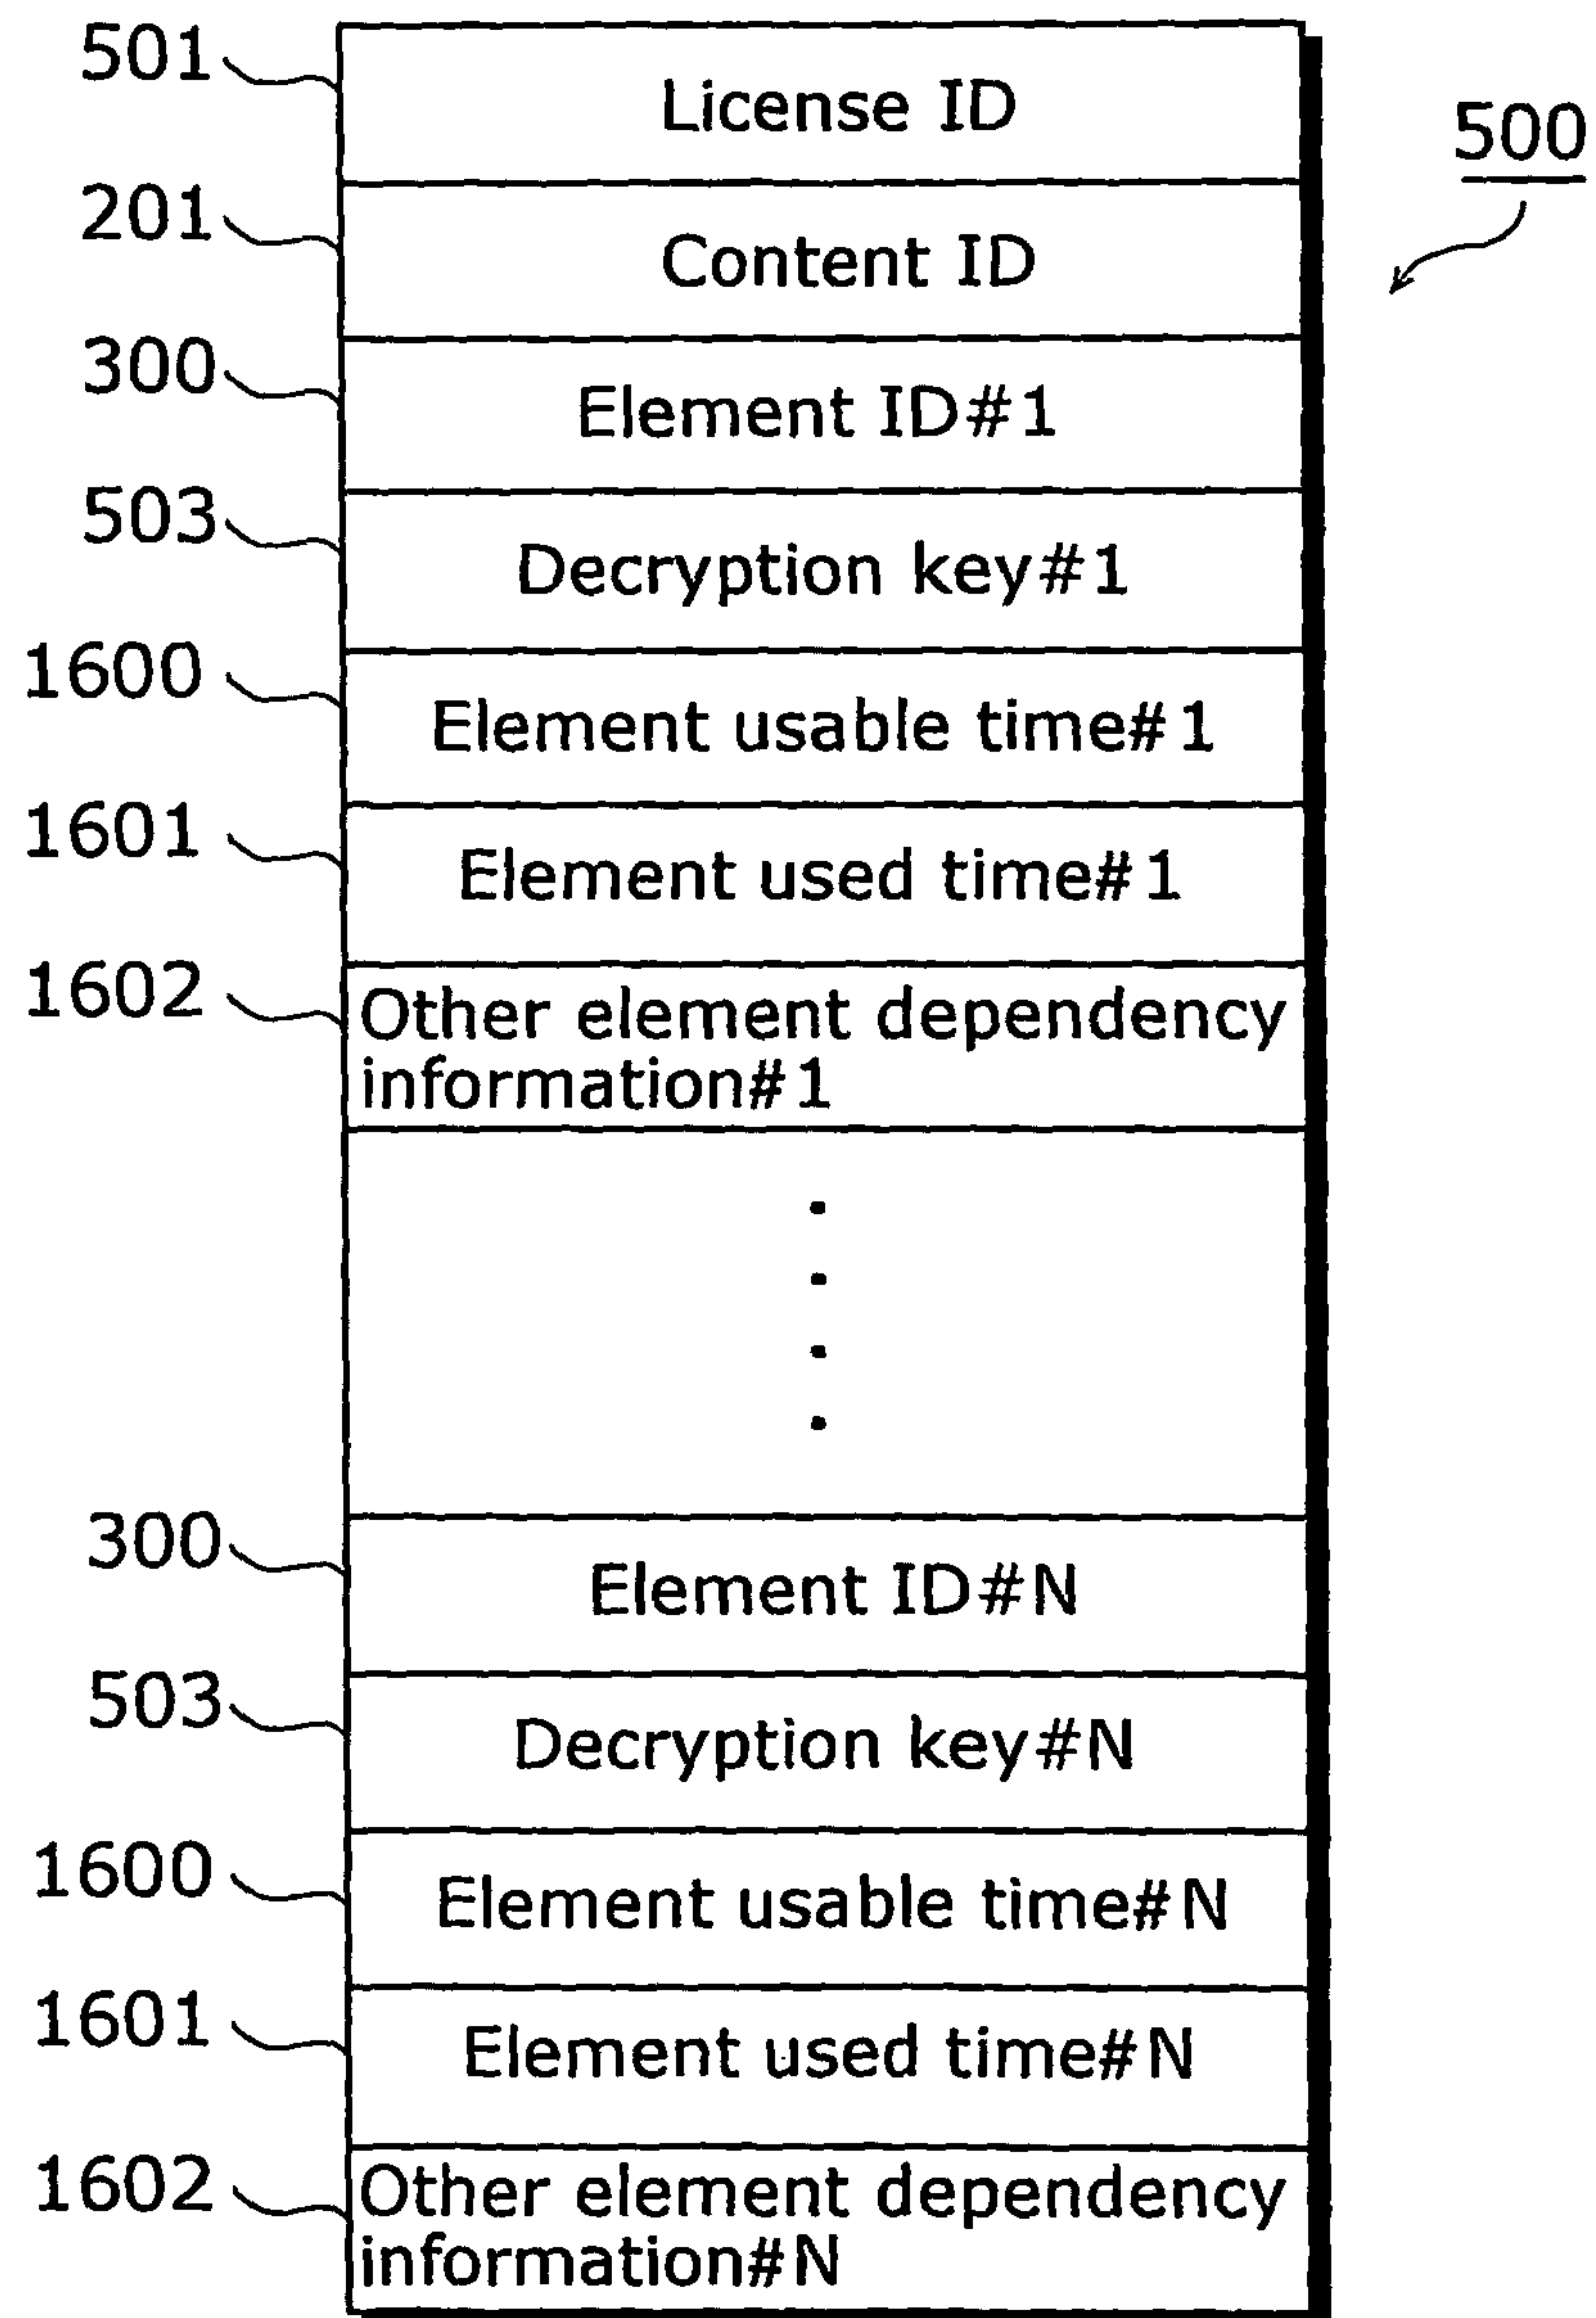 501
License ID
500
201
Content ID
300
Element ID#1
503
Decryption key#1
1600
Element usable time#1
1601
Element used time#1
1602
Other element dependency
information#1
300
Element ID#N
503
Decryption key#N
1600
Element usable time#N
1601
Element used time#N
1602
Other element dependency
information#N